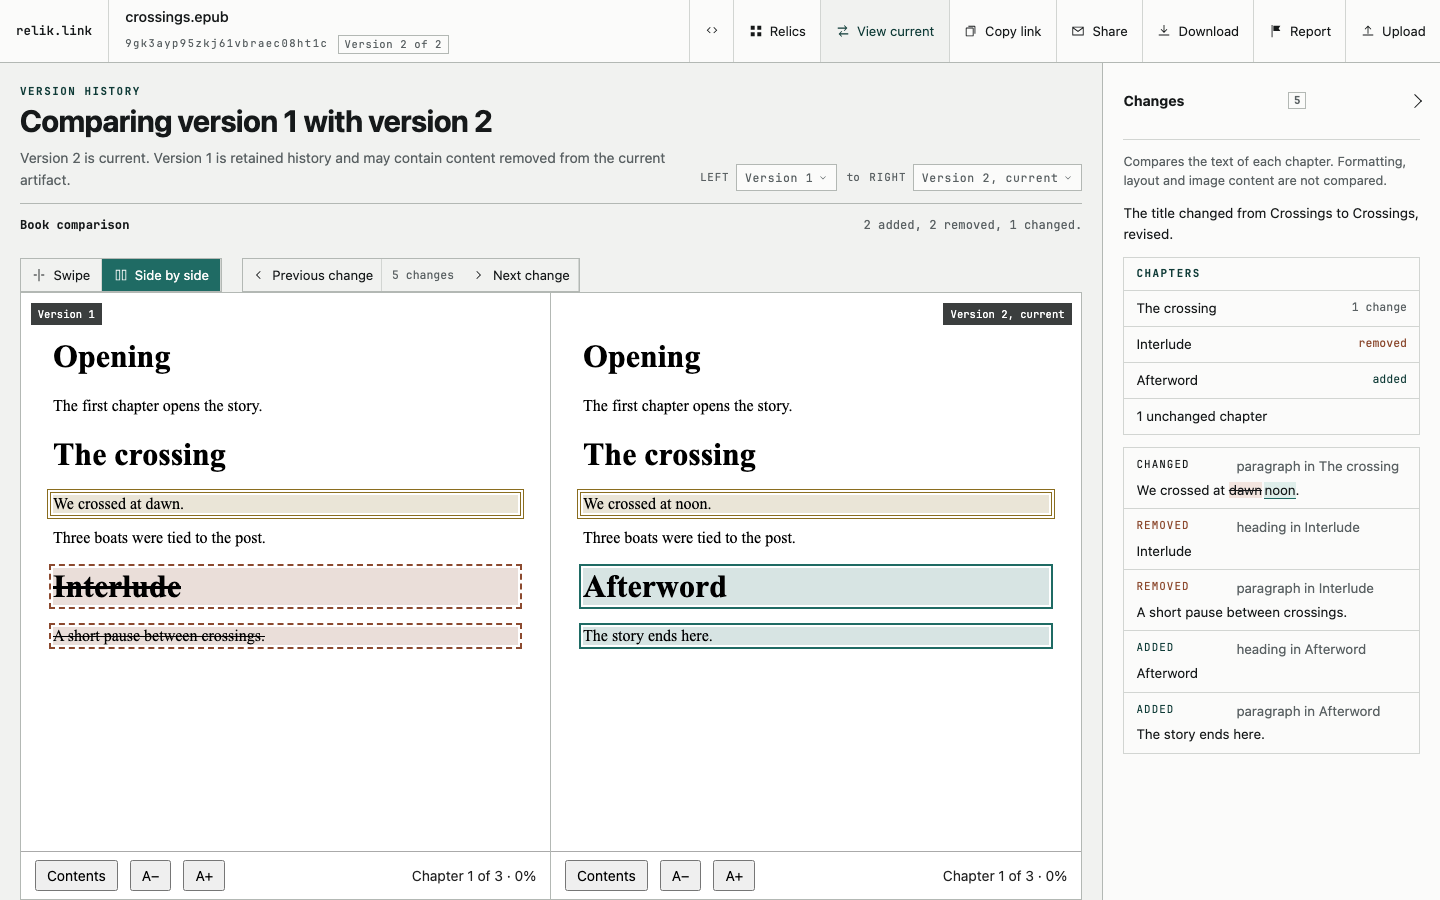 relik.link
crossings.epub
9gk3ayp95zkj61vbraec08ht1c Version 2 of 2
Relics
View current
Copy link
Share
Download
Report
Upload
VERSION HISTORY
Comparing version 1 with version 2
Version 2 is current. Version 1 is retained history and may contain content removed from the current
artifact.
LEFT Version 1 to RIGHT Version 2, current
Book comparison
2 added, 2 removed, 1 changed.
Swipe
Side by side
Previous change
5 changes
Next change
Version 1
Opening
The first chapter opens the story.
The crossing
We crossed at dawn.
Three boats were tied to the post.
Interlude
A short pause between crossings.
Contents
A−
A+
Chapter 1 of 3 · 0%
Version 2, current
Opening
The first chapter opens the story.
The crossing
We crossed at noon.
Three boats were tied to the post.
Afterword
The story ends here.
Contents
A−
A+
Chapter 1 of 3 · 0%
Changes 5
Compares the text of each chapter. Formatting,
layout and image content are not compared.
The title changed from Crossings to Crossings,
revised.
CHAPTERS
The crossing 1 change
Interlude removed
Afterword added
1 unchanged chapter
CHANGED paragraph in The crossing
We crossed at dawn noon.
REMOVED heading in Interlude
Interlude
REMOVED paragraph in Interlude
A short pause between crossings.
ADDED heading in Afterword
Afterword
ADDED paragraph in Afterword
The story ends here.